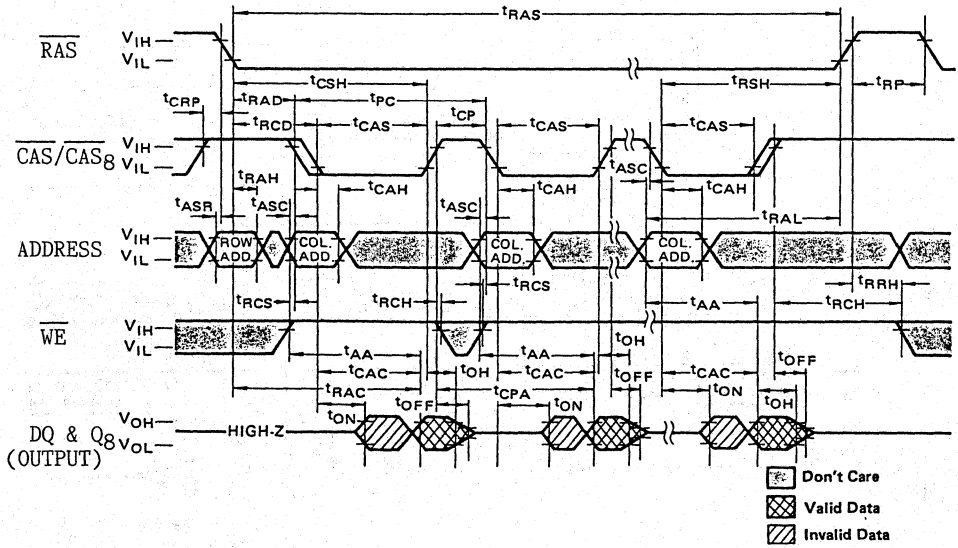 tRAS
RAS
VIH
VIL
tCSH
tRSH
tRP
tCRP
tRAD
tPC
tRCD
tCAS
tCP
tCAS
tCAS
CAS/CAS8
VIH
VIL
tRAH
tCAH
tASC
tCAH
tASR
tASC
tASC
tRAL
ADDRESS
VIH
VIL
ROW ADD.
COL. ADD.
COL. ADD.
COL. ADD.
tRCS
tRCH
tRCS
tAA
tRRH
tRCH
WE
VIH
VIL
tAA
tOH
tAA
tOH
tOFF
tCAC
tCAC
tOFF
tCAC
tRAC
tCPA
tON
tOFF
tON
tON
tOH
DQ & Q8
(OUTPUT)
VOH
VOL
HIGH-Z
Don't Care
Valid Data
Invalid Data